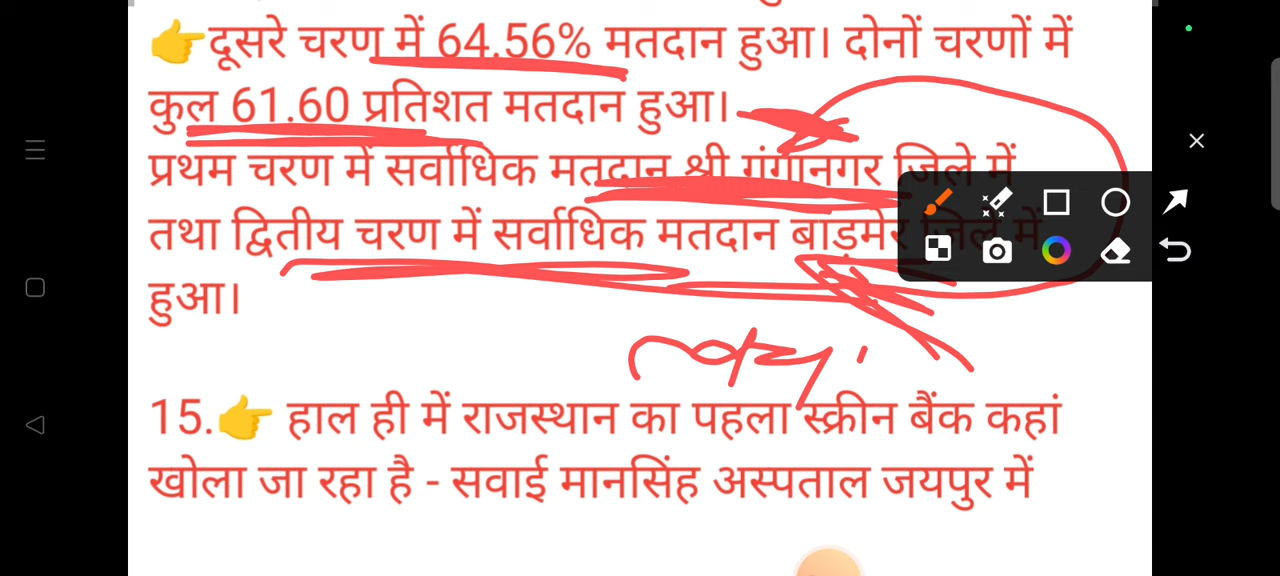 👉दूसरे चरण में 64.56% मतदान हुआ। दोनों चरणों में
कुल 61.60 प्रतिशत मतदान हुआ।
प्रथम चरण में सर्वाधिक मतदान श्री गंगानगर जिले में
तथा द्वितीय चरण में सर्वाधिक मतदान बाड़मेर जिले में
हुआ।
15.👉 हाल ही में राजस्थान का पहला स्क्रीन बैंक कहां
खोला जा रहा है - सवाई मानसिंह अस्पताल जयपुर में